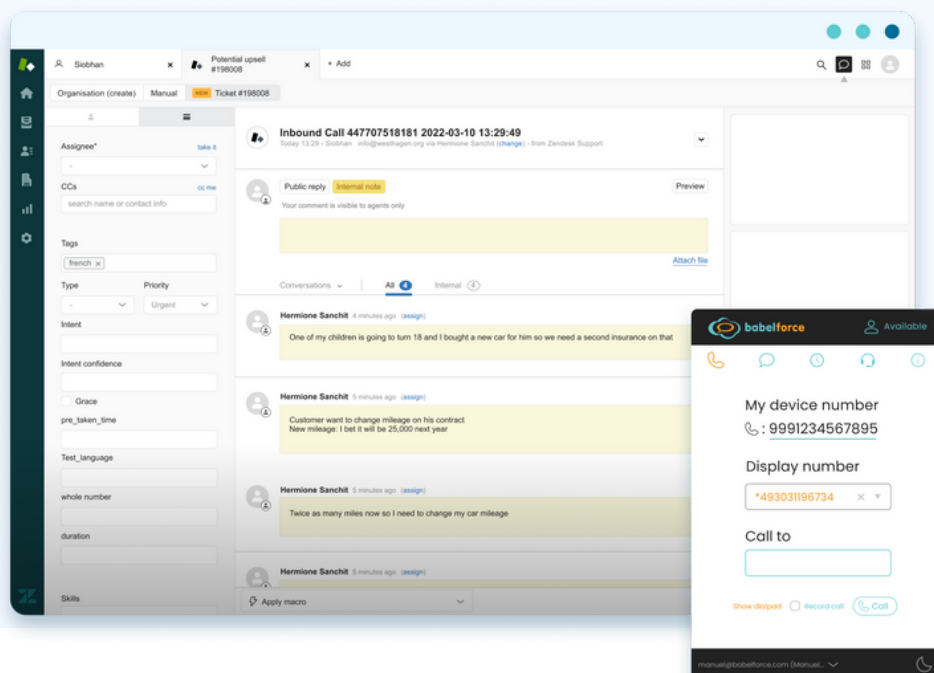 Siobhan
Potential upsell
#198008
+ Add
Organisation (create)
Manual
NEW Ticket #198008
Assignee*
take it
-
CCs
cc me
search name or contact info
Tags
french x
Type
Priority
-
Urgent
Intent
Intent confidence
Grace
pre_taken_time
Test_language
whole number
duration
Skills
Inbound Call 447707518181 2022-03-10 13:29:49
Today 13:29 - Siobhan info@westhagen.org via Hermione Sanchit (change) - from Zendesk Support
Public reply
Internal note
Preview
Your comment is visible to agents only
Attach file
Conversations
All 4
Internal 4
Hermione Sanchit 4 minutes ago (assign)
One of my children is going to turn 18 and I bought a new car for him so we need a second insurance on that
Hermione Sanchit 5 minutes ago (assign)
Customer want to change mileage on his contract
New mileage: I bet it will be 25,000 next year
Hermione Sanchit 5 minutes ago (assign)
Twice as many miles now so I need to change my car mileage
Hermione Sanchit 5 minutes ago (assign)
Apply macro
babelforce
Available
My device number
: 9991234567895
Display number
*493031196734
Call to
Show dialpad
Record call
Call
manuel@babelforce.com (Manuel...